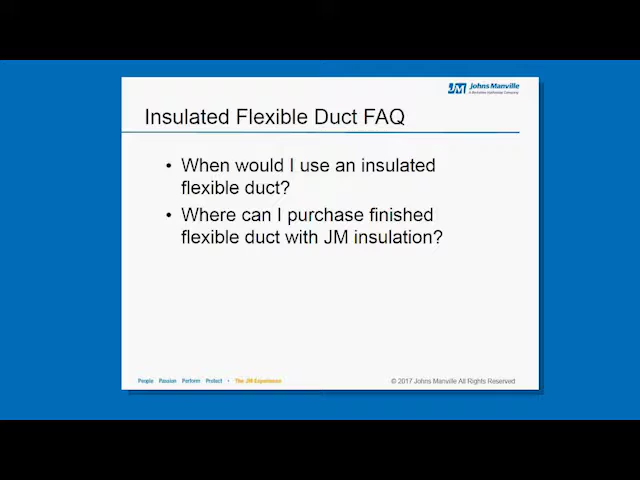 JM Johns Manville
A Berkshire Hathaway Company
Insulated Flexible Duct FAQ
• When would I use an insulated
flexible duct?
• Where can I purchase finished
flexible duct with JM insulation?
People Passion Perform Protect • The JM Experience
© 2017 Johns Manville All Rights Reserved